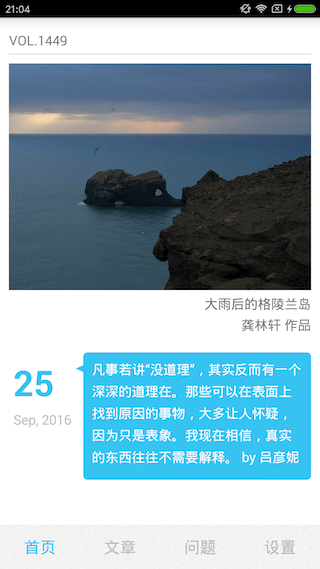 21:04
VOL.1449
大雨后的格陵兰岛
龚林轩 作品
25
Sep, 2016
凡事若讲“没道理”，其实反而有一个
深深的道理在。那些可以在表面上
找到原因的事物，大多让人怀疑，
因为只是表象。我现在相信，真实
的东西往往不需要解释。 by 吕彦妮
首页 文章 问题 设置